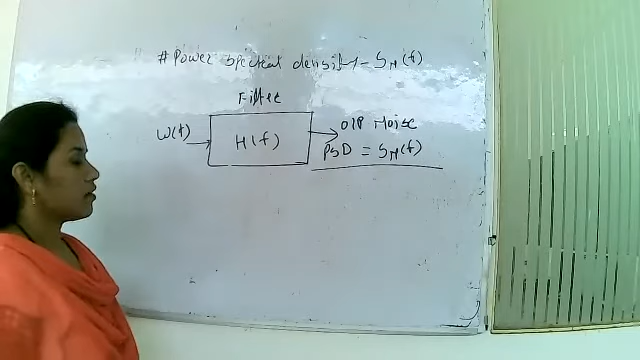 # Power spectral density - SN(f)
Filter
W(t)
H(f)
O/P Noise
PSD = SN(f)